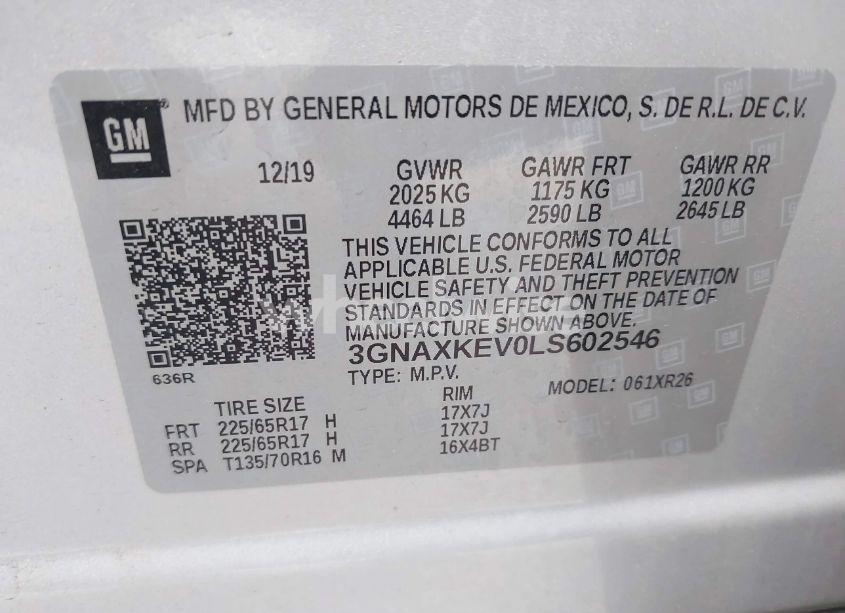 GM ® MFD BY GENERAL MOTORS DE MEXICO, S. DE R.L. DE C.V.
12/19 GVWR GAWR FRT GAWR RR
2025 KG 1175 KG 1200 KG
4464 LB 2590 LB 2645 LB
THIS VEHICLE CONFORMS TO ALL
APPLICABLE U.S. FEDERAL MOTOR
VEHICLE SAFETY AND THEFT PREVENTION
STANDARDS IN EFFECT ON THE DATE OF
MANUFACTURE SHOWN ABOVE.
3GNAXKEV0LS602546
636R TYPE: M.P.V. MODEL: 061XR26
TIRE SIZE RIM
FRT 225/65R17 H 17X7J
RR 225/65R17 H 17X7J
SPA T135/70R16 M 16X4BT